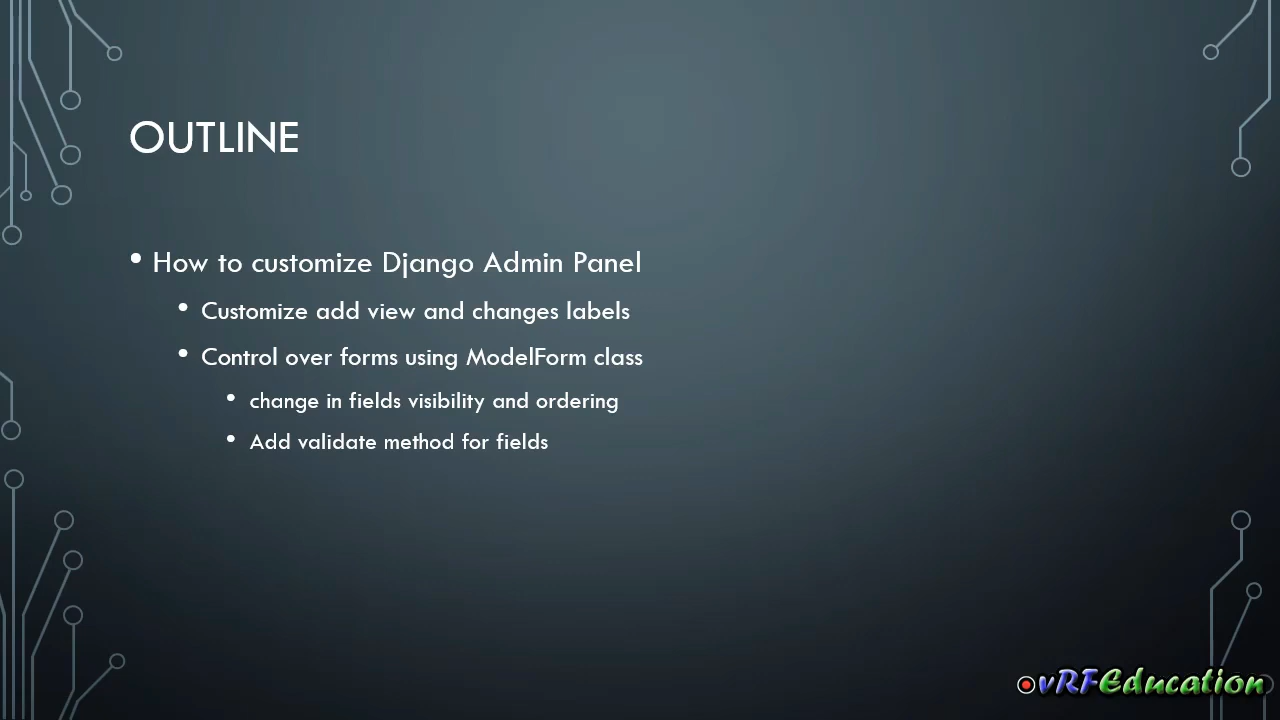 OUTLINE
• How to customize Django Admin Panel
• Customize add view and changes labels
• Control over forms using ModelForm class
• change in fields visibility and ordering
• Add validate method for fields
vRFEducation